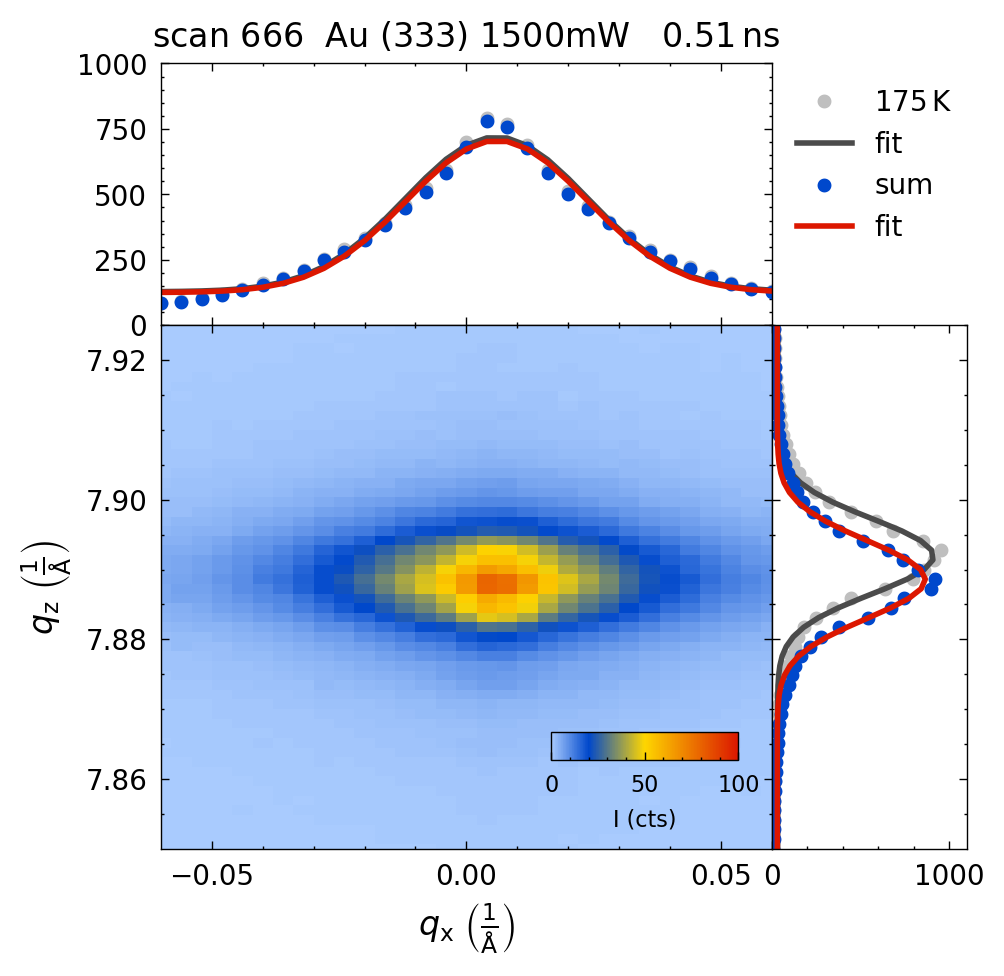 scan 666  Au (333) 1500mW   0.51 ns
1000
750
500
250
0
175 K
fit
sum
fit
7.92
7.90
7.88
7.86
q_z (1/Å)
0 50 100
I (cts)
−0.05 0.00 0.05 0 1000
q_x (1/Å)